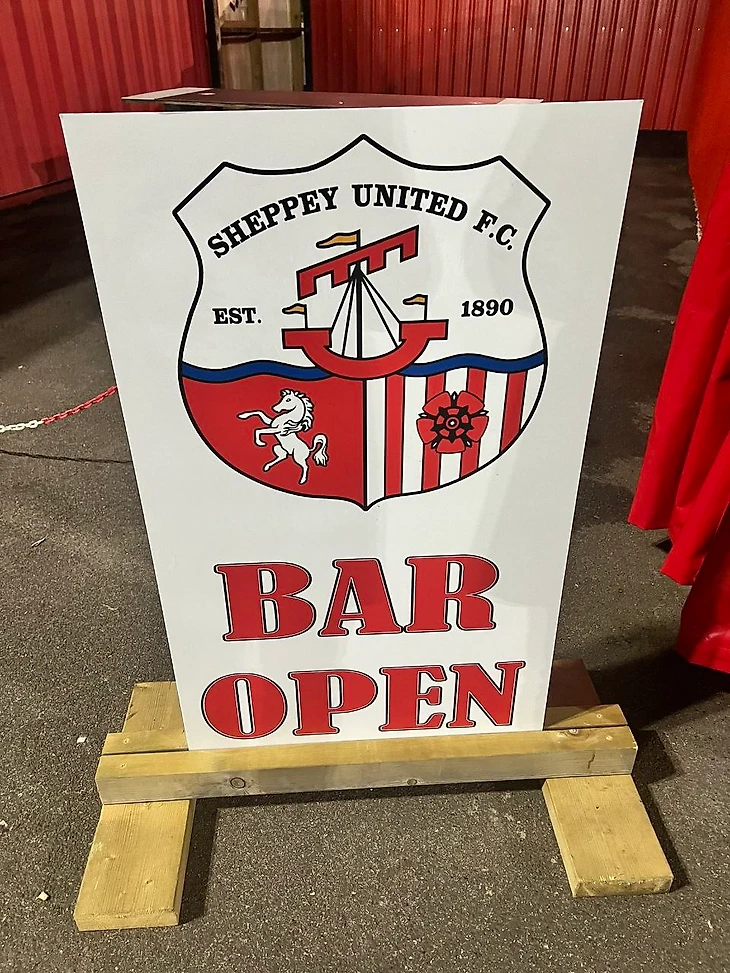 SHEPPEY UNITED F.C.
EST. 1890
BAR
OPEN